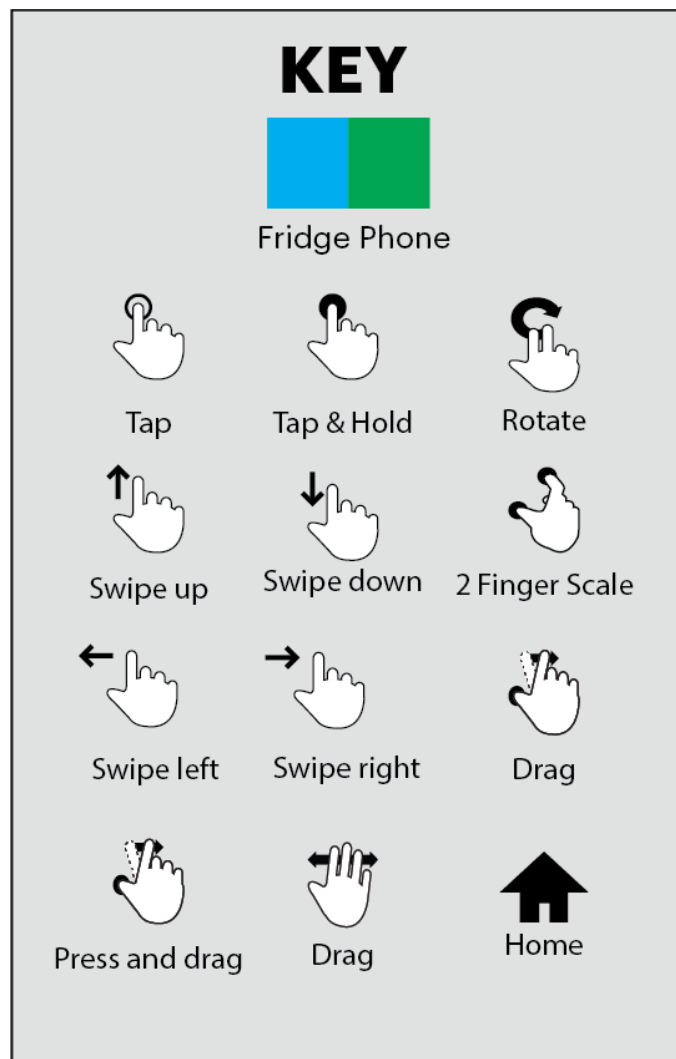 KEY
Fridge Phone
Tap
Tap & Hold
Rotate
Swipe up
Swipe down
2 Finger Scale
Swipe left
Swipe right
Drag
Press and drag
Drag
Home